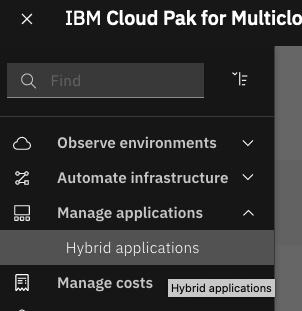 IBM Cloud Pak for Multiclo
Find
Observe environments
Automate infrastructure
Manage applications
Hybrid applications
Manage costs
Hybrid applications